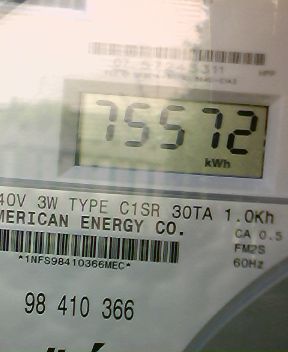 75572
kWh
40V 3W TYPE C1SR 30TA 1.0Kh
MERICAN ENERGY CO.
CA 0.5
FM2S
60Hz
*1NFS98410366MEC*
98 410 366